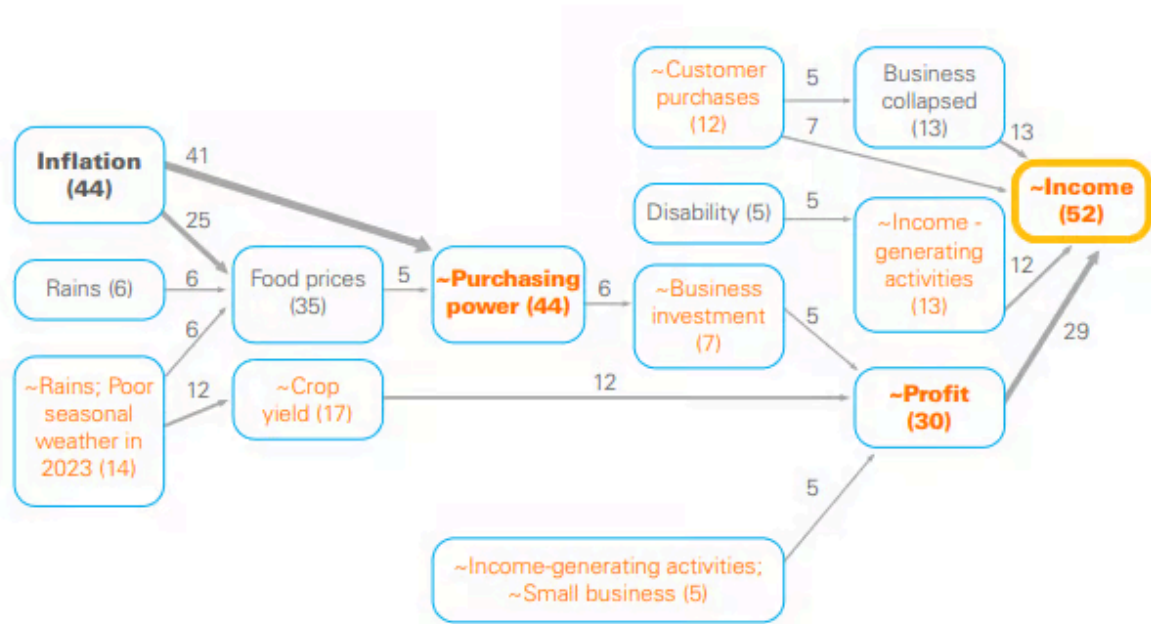 Inflation
(44)
41
25
Rains (6)
6
6
~Rains; Poor
seasonal
weather in
2023 (14)
12
Food prices
(35)
5
~Crop
yield (17)
12
~Purchasing
power (44)
6
~Customer
purchases
(12)
5
7
Business
collapsed
(13)
13
Disability (5)
5
~Income -
generating
activities
(13)
12
~Business
investment
(7)
5
~Profit
(30)
29
~Income
(52)
~Income-generating activities;
~Small business (5)
5